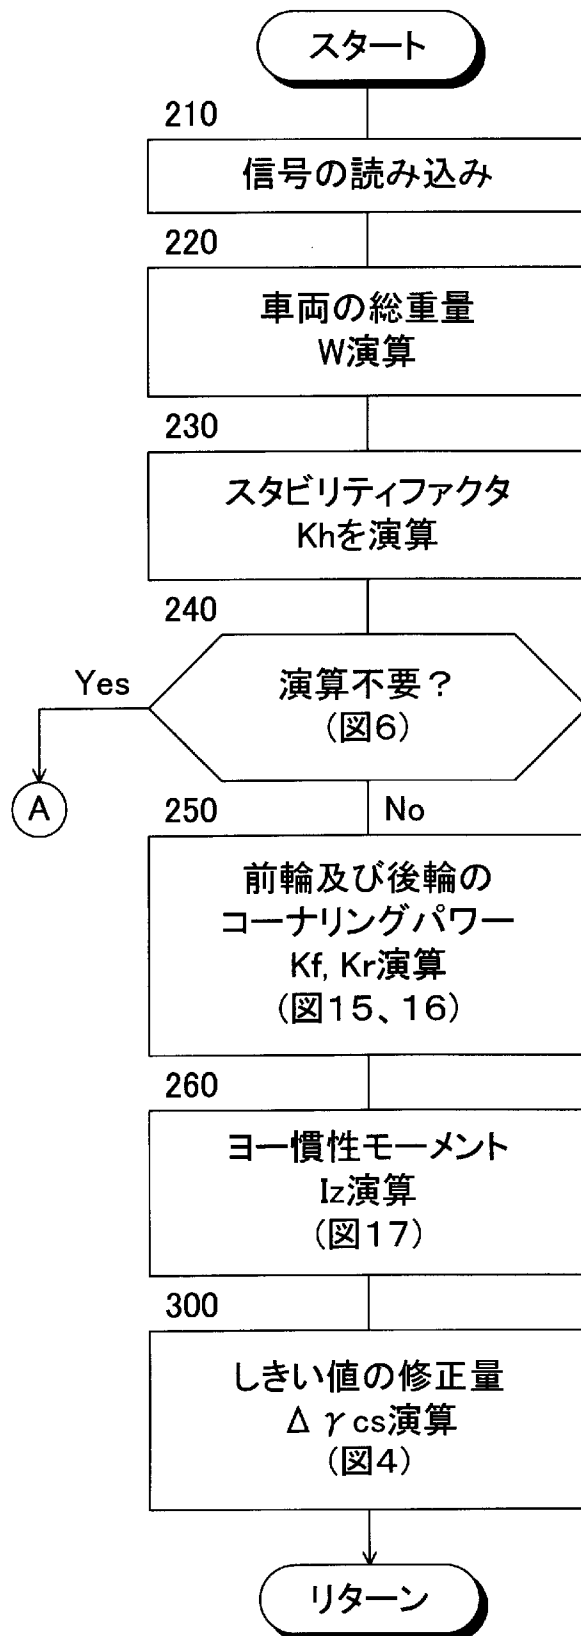 スタート
210
信号の読み込み
220
車両の総重量
W演算
230
スタビリティファクタ
Khを演算
240
Yes
演算不要？
(図6)
A
250
No
前輪及び後輪の
コーナリングパワー
Kf, Kr演算
(図15、16)
260
ヨー慣性モーメント
Iz演算
(図17)
300
しきい値の修正量
Δγcs演算
(図4)
リターン